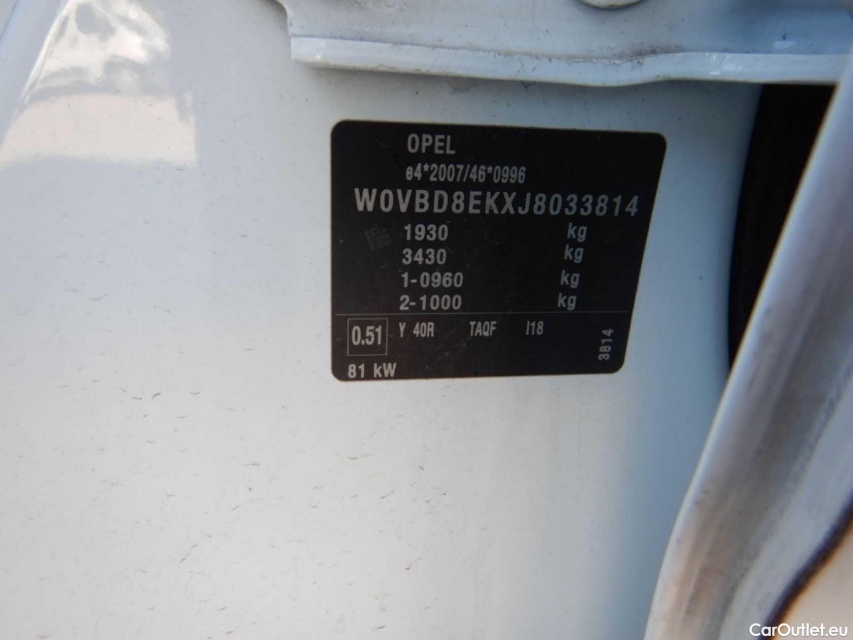 OPEL
e4*2007/46*0996
W0VBD8EKXJ8033814
1930 kg
3430 kg
1-0960 kg
2-1000 kg
0.51 Y 40R TAQF I18
3814
81 kW
CarOutlet.eu